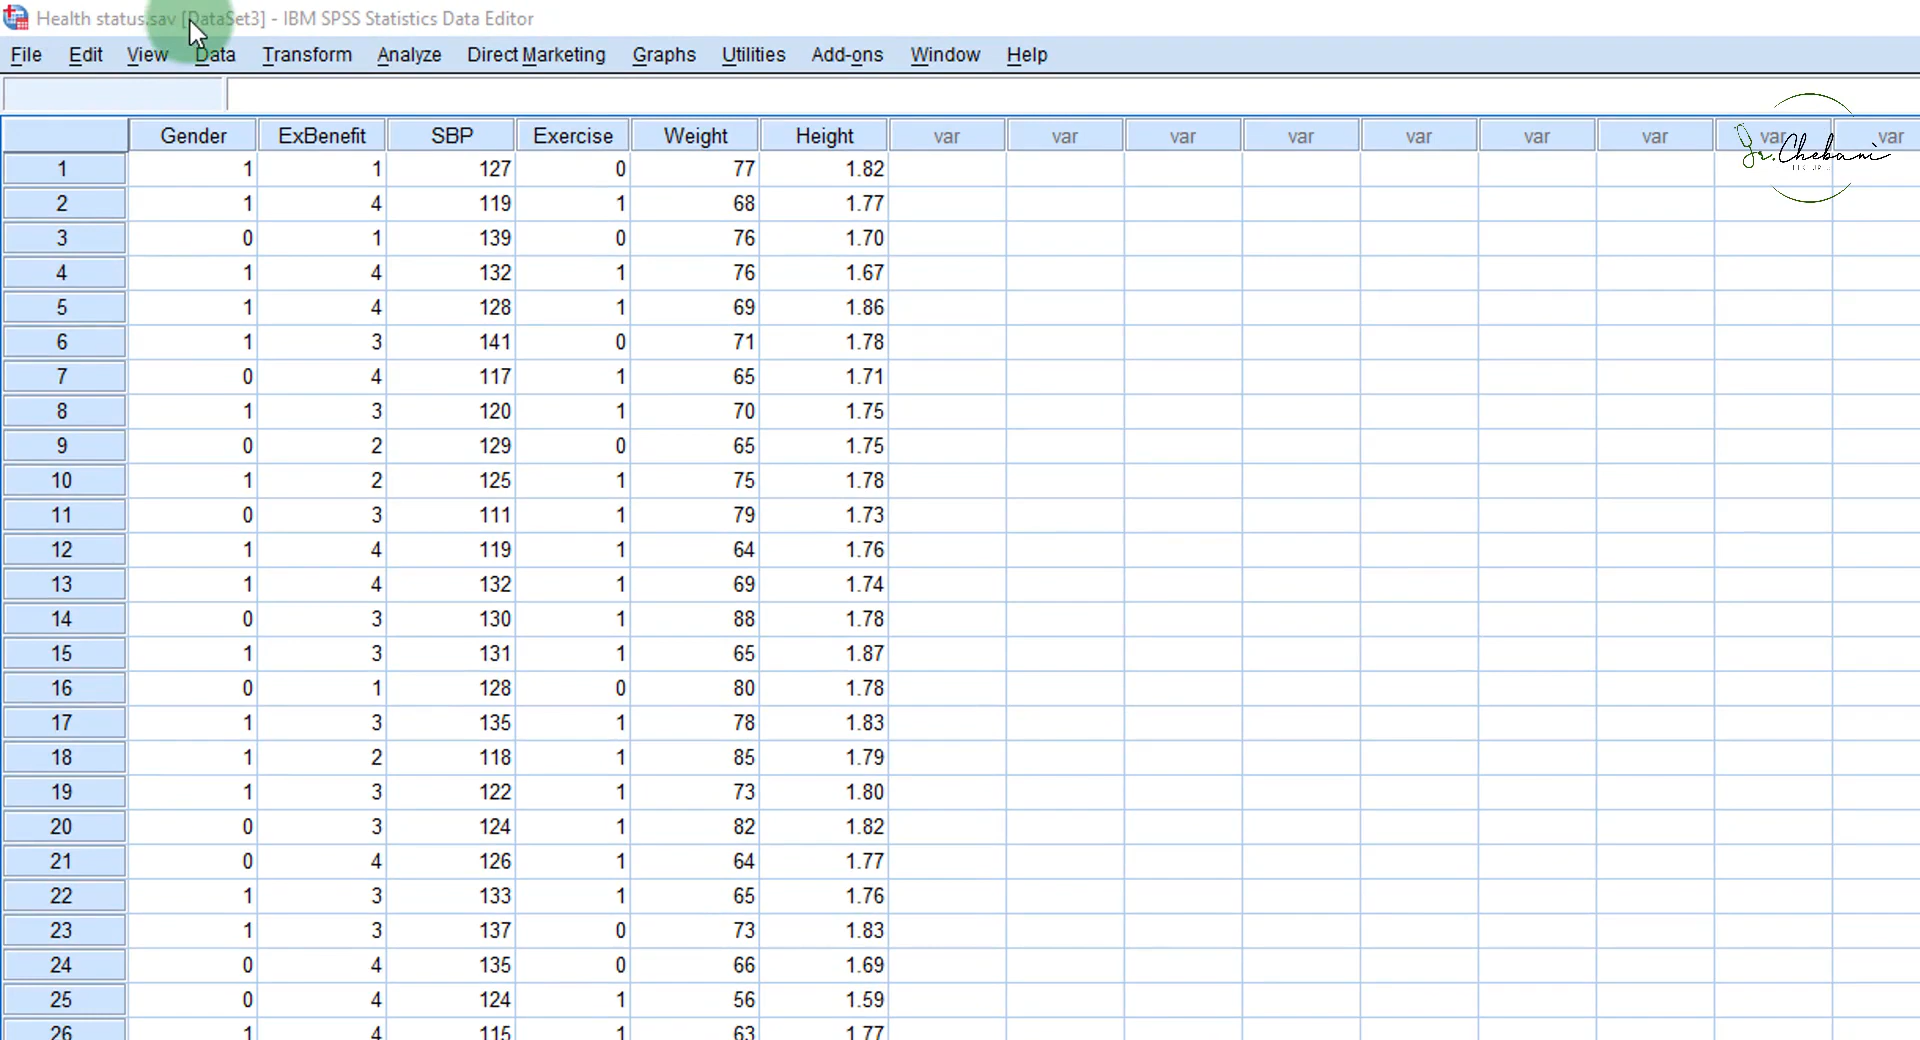 Health status.sav [DataSet3] - IBM SPSS Statistics Data Editor
File Edit View Data Transform Analyze Direct Marketing Graphs Utilities Add-ons Window Help
Gender ExBenefit SBP Exercise Weight Height var var var var var var var var var
1 1 1 127 0 77 1.82
2 1 4 119 1 68 1.77
3 0 1 139 0 76 1.70
4 1 4 132 1 76 1.67
5 1 4 128 1 69 1.86
6 1 3 141 0 71 1.78
7 0 4 117 1 65 1.71
8 1 3 120 1 70 1.75
9 0 2 129 0 65 1.75
10 1 2 125 1 75 1.78
11 0 3 111 1 79 1.73
12 1 4 119 1 64 1.76
13 1 4 132 1 69 1.74
14 0 3 130 1 88 1.78
15 1 3 131 1 65 1.87
16 0 1 128 0 80 1.78
17 1 3 135 1 78 1.83
18 1 2 118 1 85 1.79
19 1 3 122 1 73 1.80
20 0 3 124 1 82 1.82
21 0 4 126 1 64 1.77
22 1 3 133 1 65 1.76
23 1 3 137 0 73 1.83
24 0 4 135 0 66 1.69
25 0 4 124 1 56 1.59
26 1 4 115 1 63 1.77
Chebani